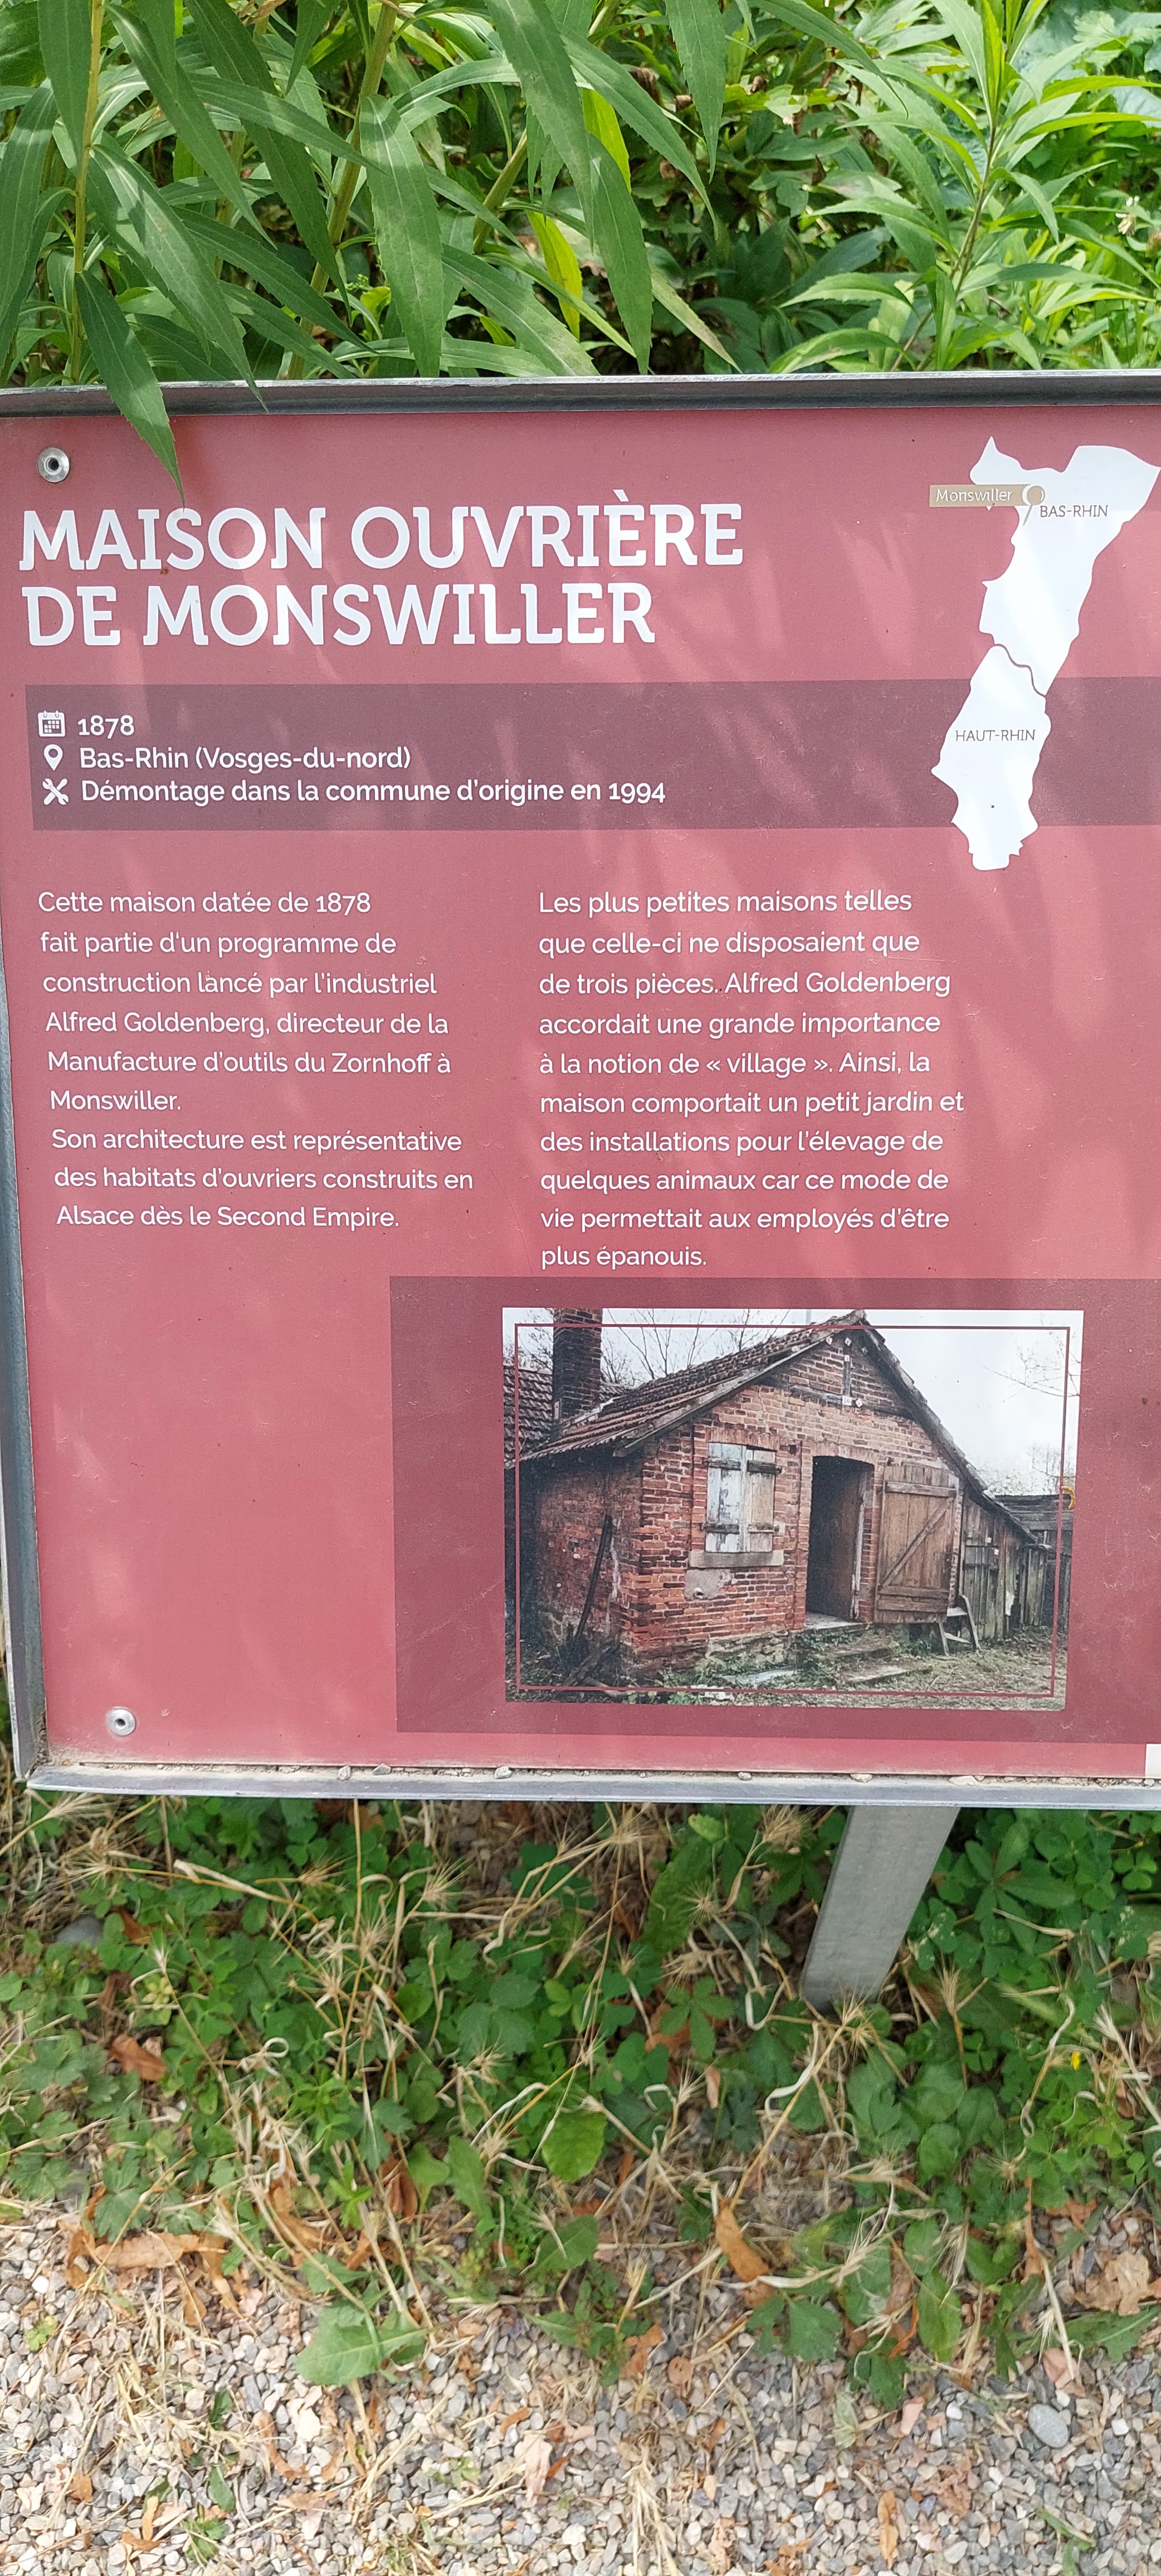 MAISON OUVRIÈRE
DE MONSWILLER
Monswiller
BAS-RHIN
HAUT-RHIN
1878
Bas-Rhin (Vosges-du-nord)
Démontage dans la commune d'origine en 1994
Cette maison datée de 1878
fait partie d'un programme de
construction lancé par l'industriel
Alfred Goldenberg, directeur de la
Manufacture d'outils du Zornhoff à
Monswiller.
Son architecture est représentative
des habitats d'ouvriers construits en
Alsace dès le Second Empire.
Les plus petites maisons telles
que celle-ci ne disposaient que
de trois pièces. Alfred Goldenberg
accordait une grande importance
à la notion de « village ». Ainsi, la
maison comportait un petit jardin et
des installations pour l'élevage de
quelques animaux car ce mode de
vie permettait aux employés d'être
plus épanouis.